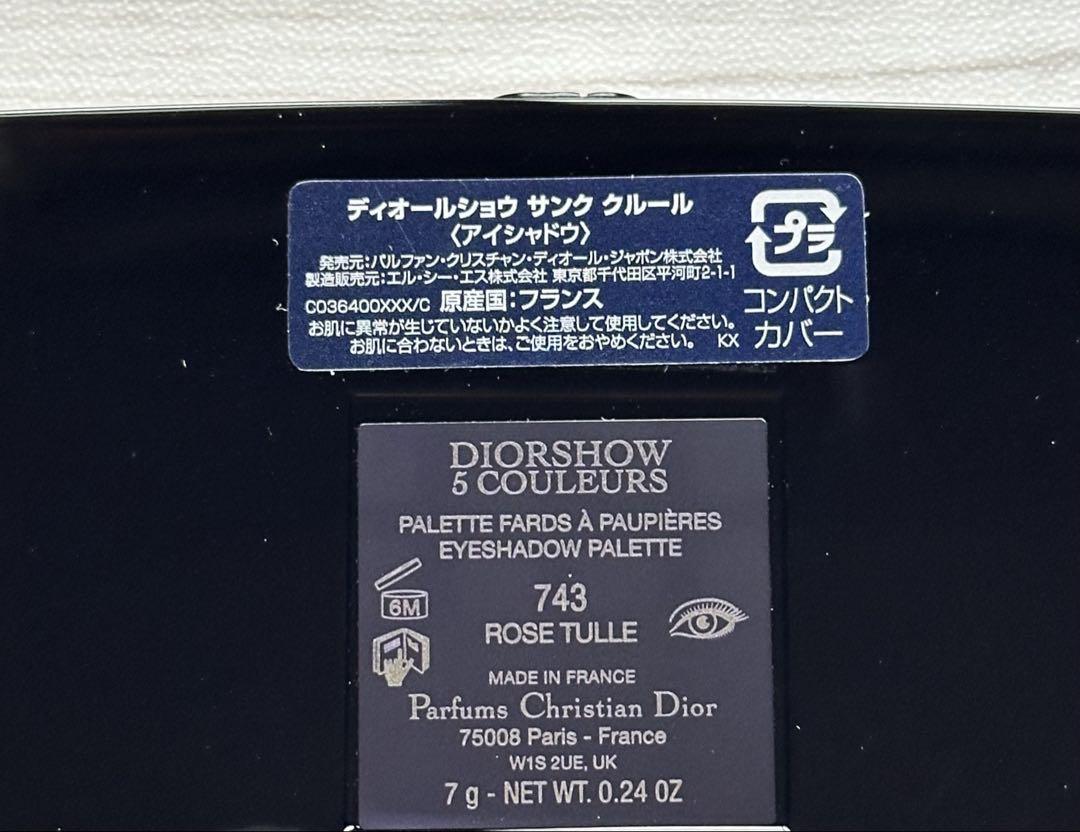 ディオールショウ サンク クルール
〈アイシャドウ〉
発売元:パルファン・クリスチャン・ディオール・ジャポン株式会社
製造販売元:エル・シー・エス株式会社 東京都千代田区平河町2-1-1
C036400XXX/C 原産国:フランス
お肌に異常が生じていないかよく注意して使用してください。
お肌に合わないときは、ご使用をおやめください。 KX
プラ
コンパクト
カバー
DIORSHOW
5 COULEURS
PALETTE FARDS À PAUPIÈRES
EYESHADOW PALETTE
6M
743
ROSE TULLE
MADE IN FRANCE
Parfums Christian Dior
75008 Paris - France
W1S 2UE, UK
7 g - NET WT. 0.24 OZ